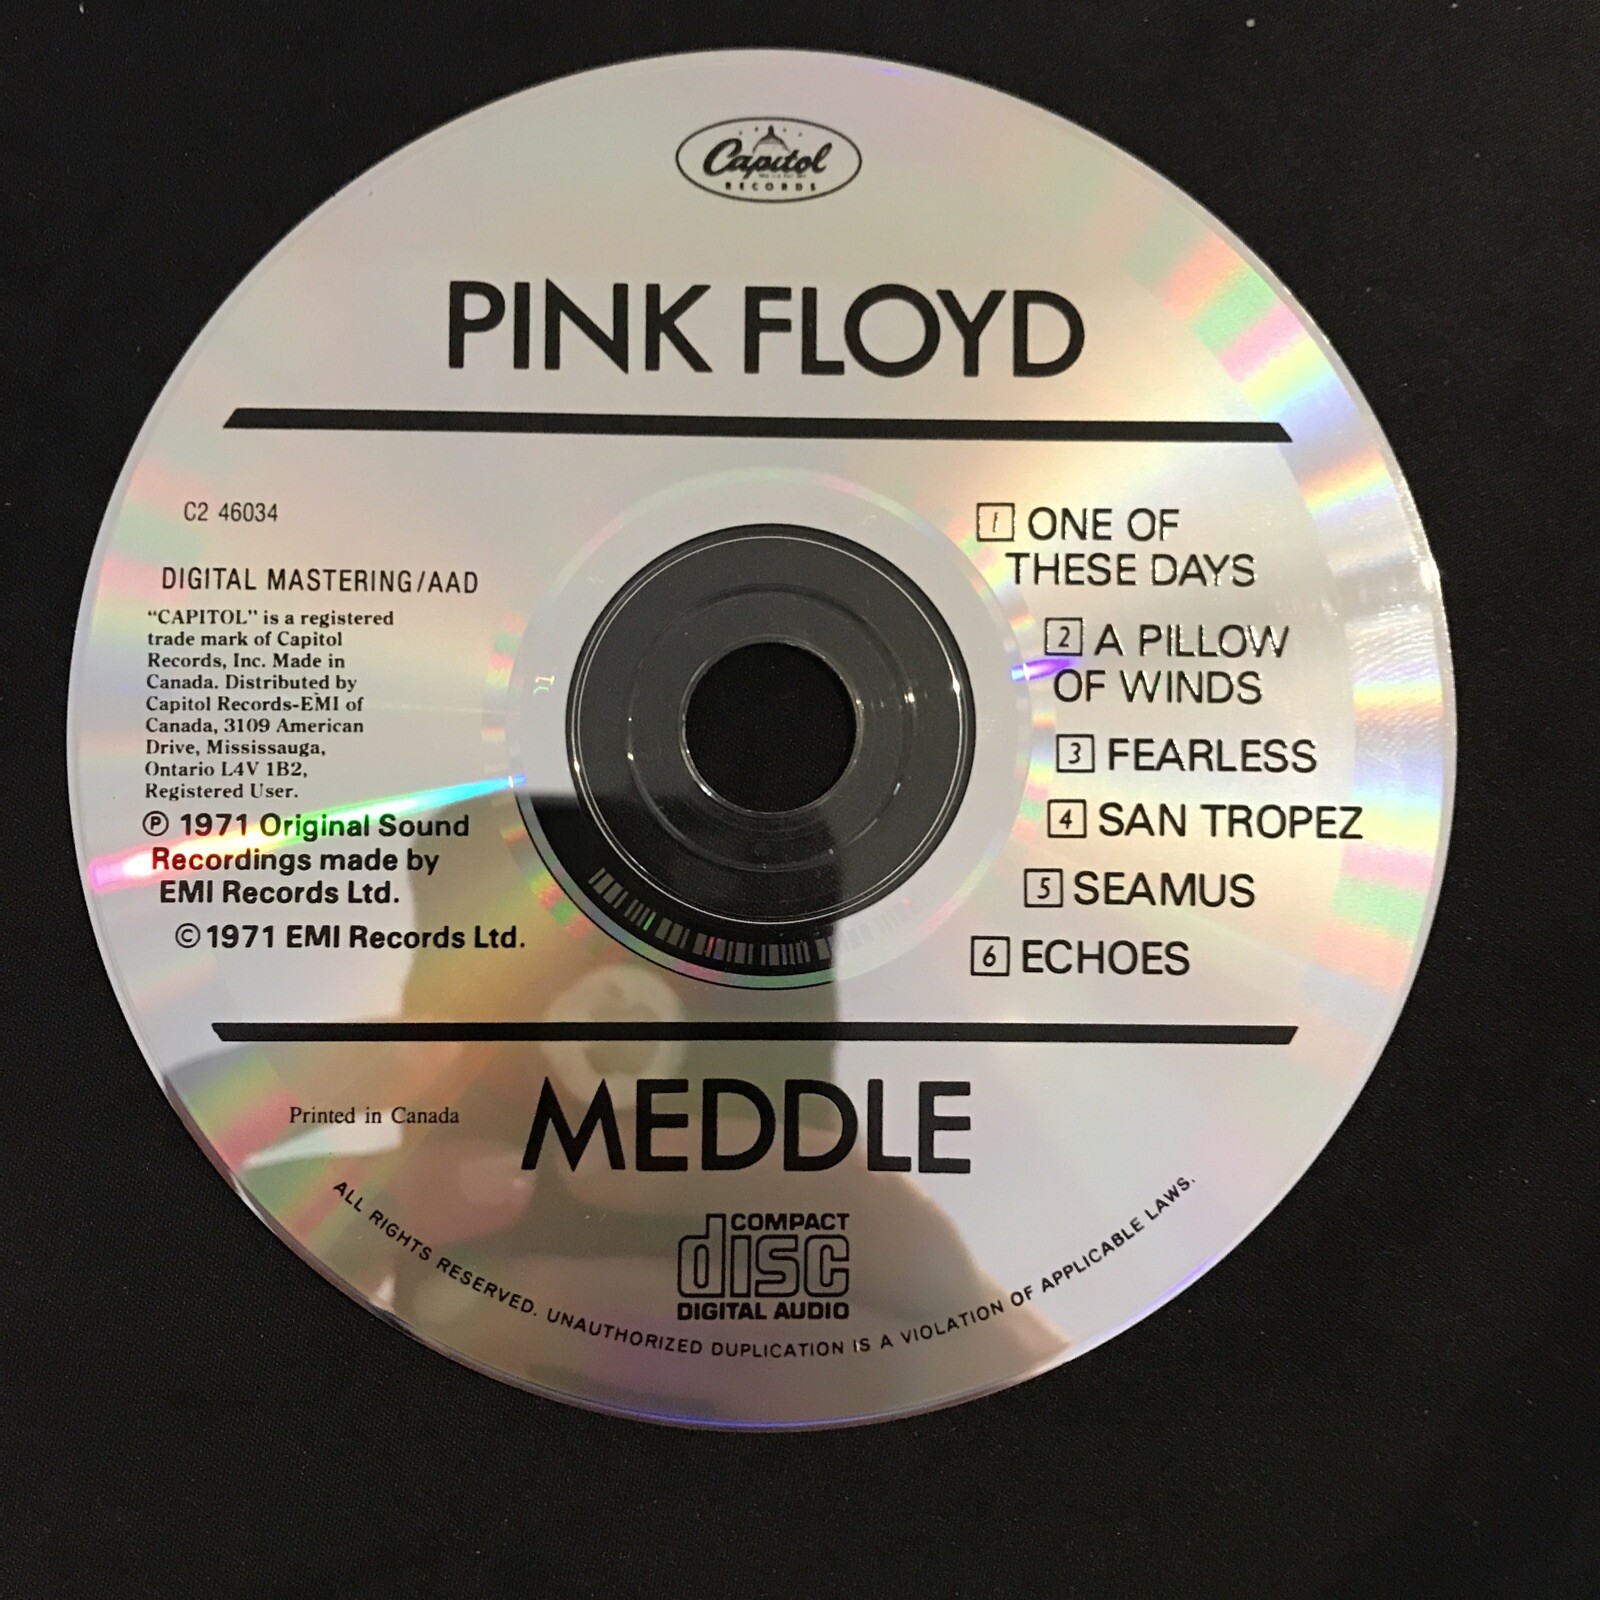 Capitol
RECORDS
PINK FLOYD
C2 46034
DIGITAL MASTERING/AAD
“CAPITOL” is a registered
trade mark of Capitol
Records, Inc. Made in
Canada. Distributed by
Capitol Records-EMI of
Canada, 3109 American
Drive, Mississauga,
Ontario L4V 1B2,
Registered User.
℗ 1971 Original Sound
Recordings made by
EMI Records Ltd.
© 1971 EMI Records Ltd.
1 ONE OF
THESE DAYS
2 A PILLOW
OF WINDS
3 FEARLESS
4 SAN TROPEZ
5 SEAMUS
6 ECHOES
Printed in Canada
MEDDLE
COMPACT
disc
DIGITAL AUDIO
ALL RIGHTS RESERVED. UNAUTHORIZED DUPLICATION IS A VIOLATION OF APPLICABLE LAWS.